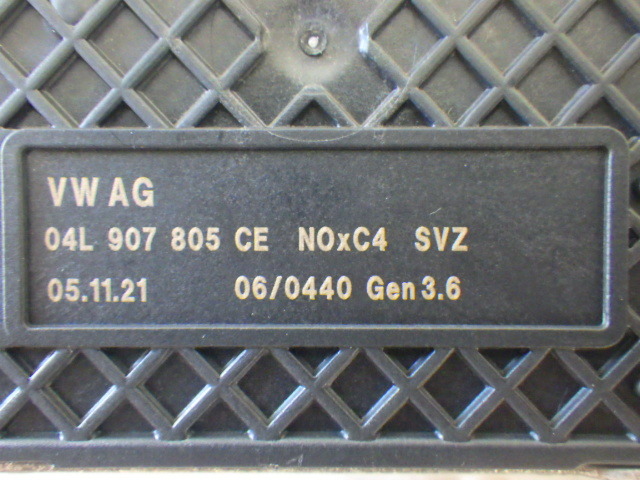 VW AG
04L 907 805 CE NOxC4 SVZ
05.11.21 06/0440 Gen 3.6